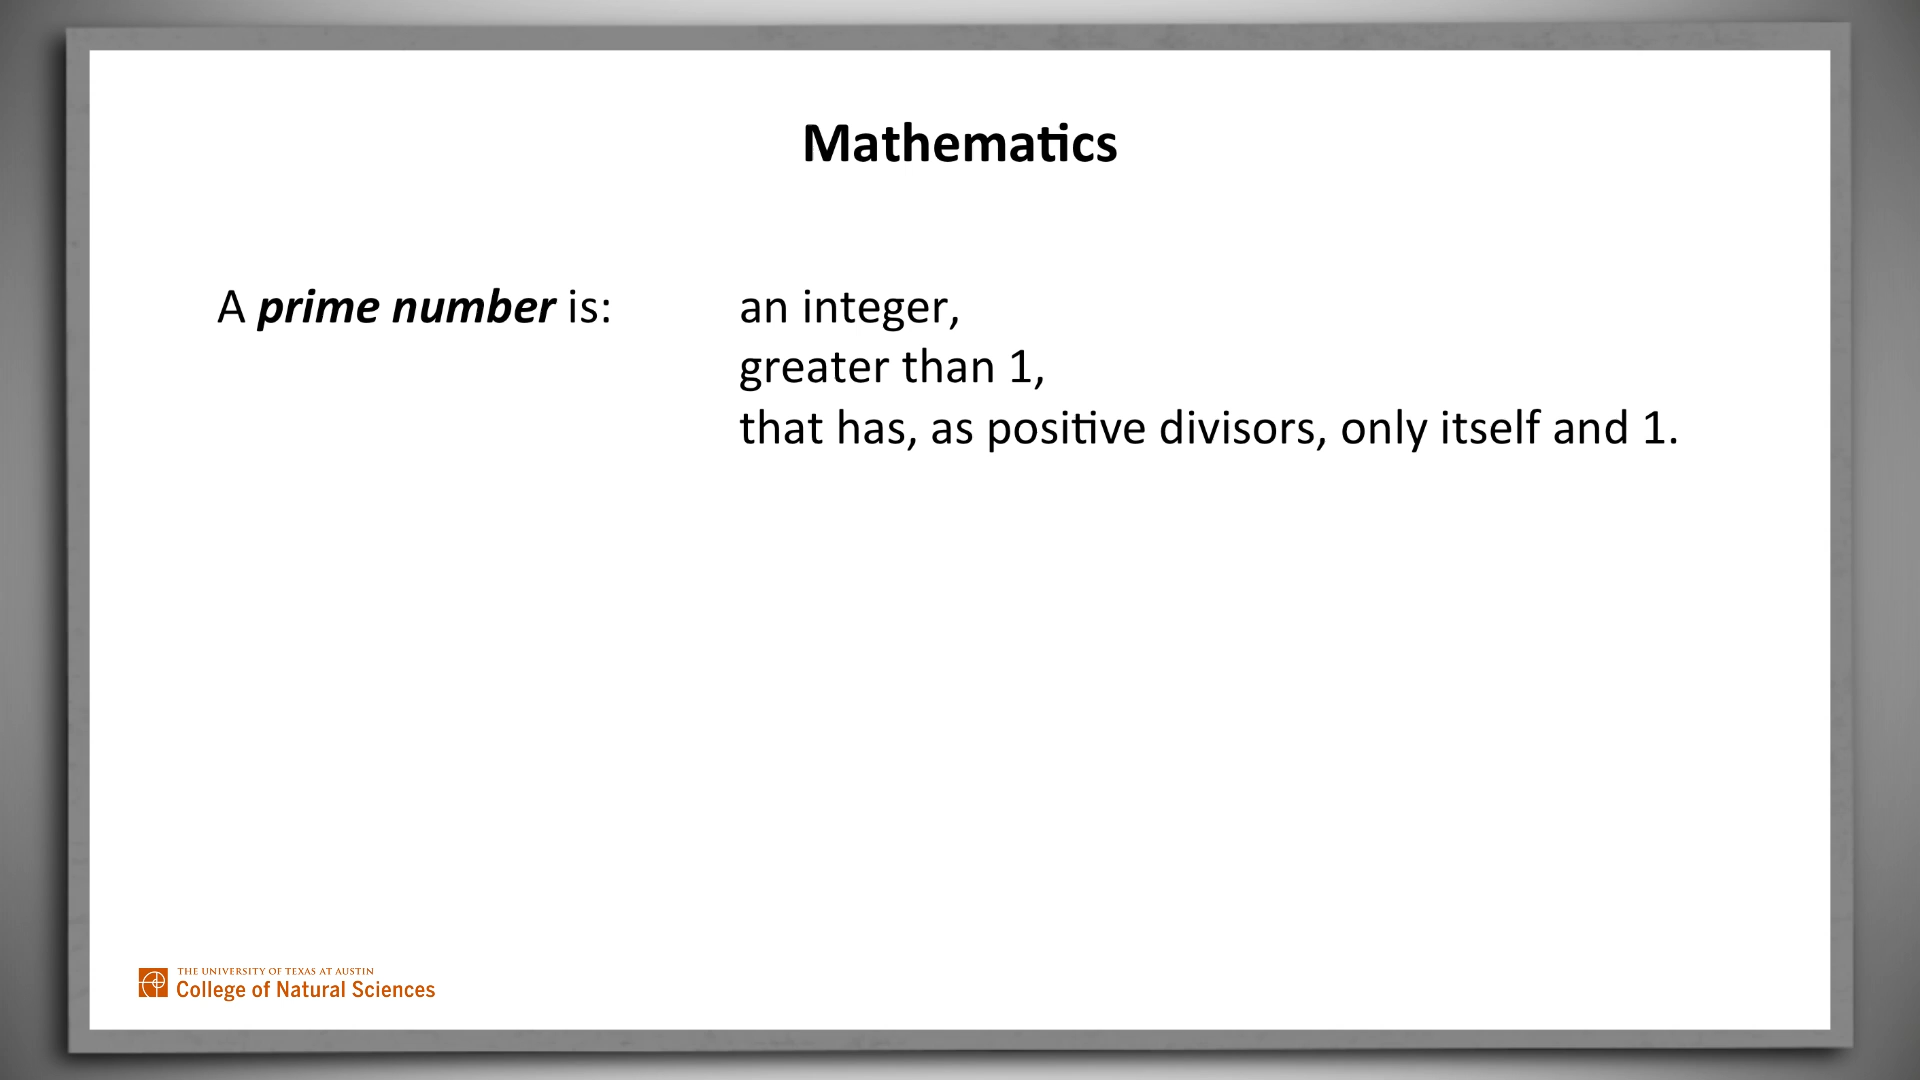 Mathematics
A prime number is: an integer,
greater than 1,
that has, as positive divisors, only itself and 1.
THE UNIVERSITY OF TEXAS AT AUSTIN
College of Natural Sciences